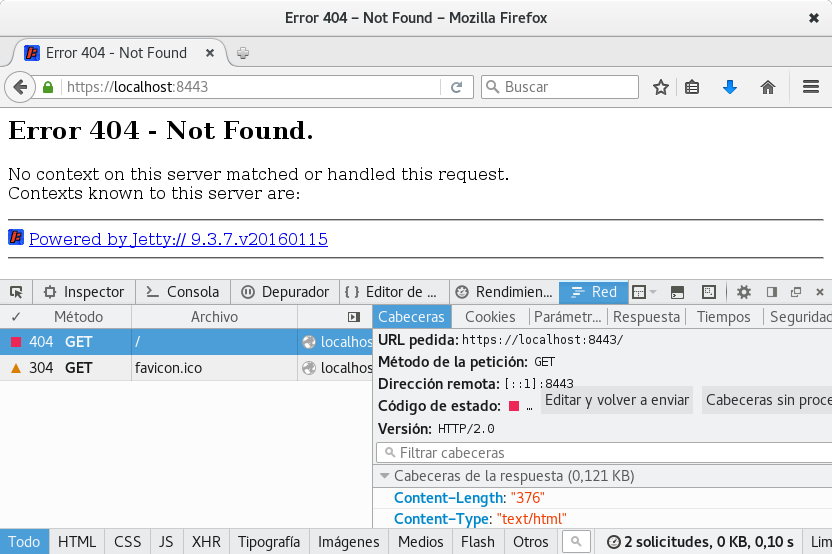 Error 404 – Not Found – Mozilla Firefox
Error 404 - Not Found
https://localhost:8443
Buscar
Error 404 - Not Found.
No context on this server matched or handled this request.
Contexts known to this server are:
Powered by Jetty:// 9.3.7.v20160115
Inspector Consola Depurador Editor de ... Rendimien... Red
✓ Método Archivo
Cabeceras Cookies Parámetr... Respuesta Tiempos Seguridad
404 GET / localhos
304 GET favicon.ico localhos
URL pedida: https://localhost:8443/
Método de la petición: GET
Dirección remota: [::1]:8443
Código de estado: ... Editar y volver a enviar Cabeceras sin proce
Versión: HTTP/2.0
Filtrar cabeceras
Cabeceras de la respuesta (0,121 KB)
Content-Length: "376"
Content-Type: "text/html"
Todo HTML CSS JS XHR Tipografía Imágenes Medios Flash Otros 2 solicitudes, 0 KB, 0,10 s Lim